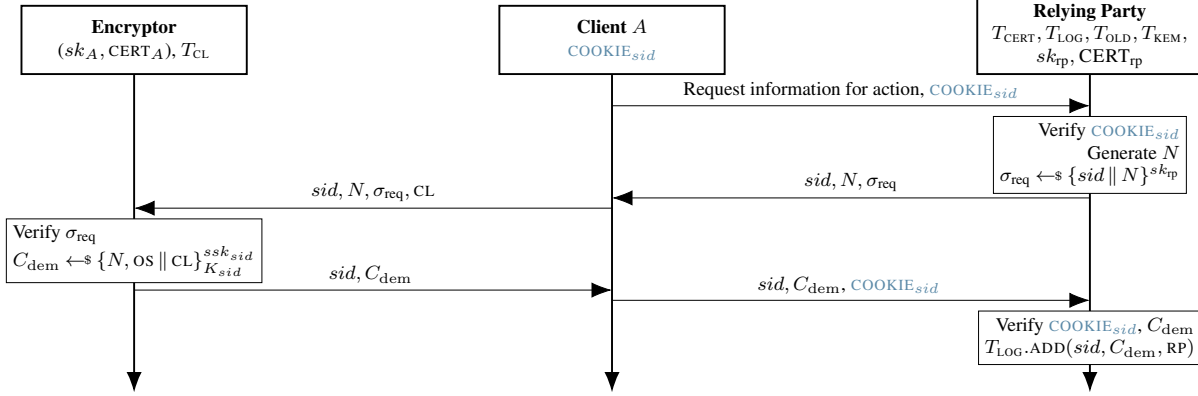 Encryptor
(sk_A, CERT_A), T_CL
Client A
COOKIE_sid
Relying Party
T_CERT, T_LOG, T_OLD, T_KEM,
sk_rp, CERT_rp
Request information for action, COOKIE_sid
Verify COOKIE_sid
Generate N
σ_req ←$ {sid || N}^sk_rp
sid, N, σ_req
sid, N, σ_req, CL
Verify σ_req
C_dem ←$ {N, OS || CL}^ssk_sid_K_sid
sid, C_dem
sid, C_dem, COOKIE_sid
Verify COOKIE_sid, C_dem
T_LOG.ADD(sid, C_dem, RP)